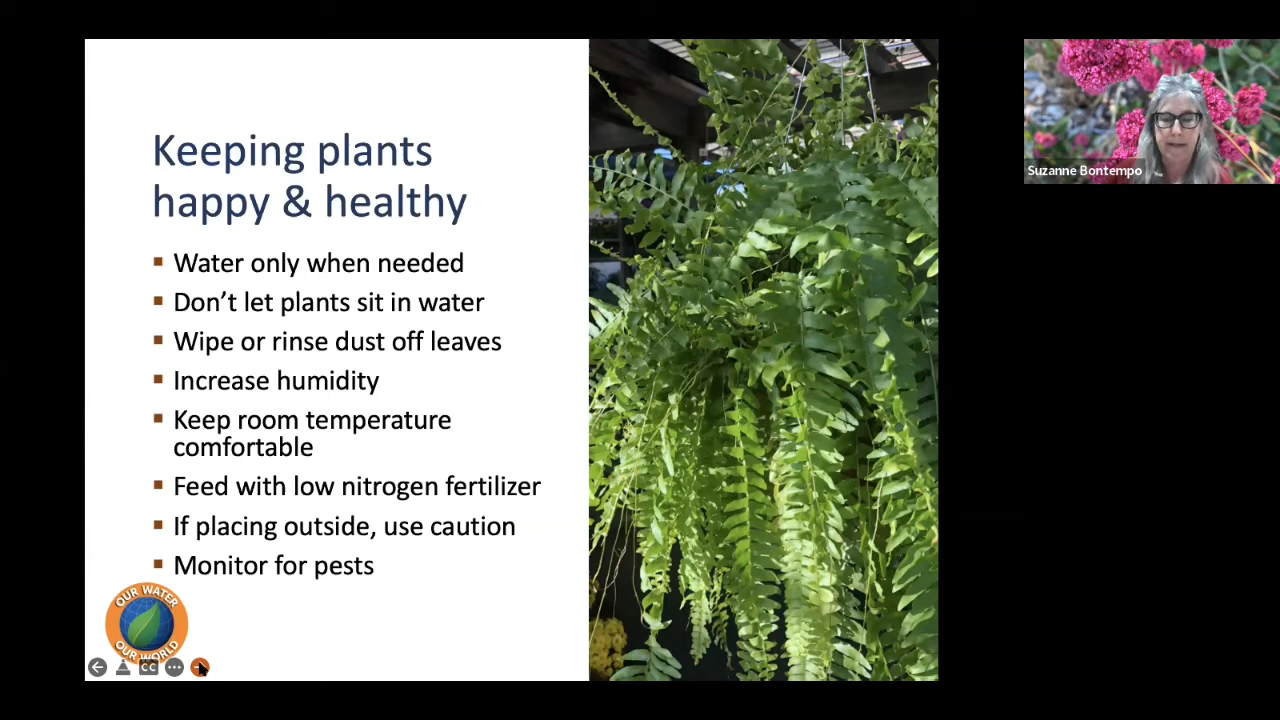 Keeping plants
happy & healthy
▪ Water only when needed
▪ Don’t let plants sit in water
▪ Wipe or rinse dust off leaves
▪ Increase humidity
▪ Keep room temperature
comfortable
▪ Feed with low nitrogen fertilizer
▪ If placing outside, use caution
▪ Monitor for pests
OUR WATER
OUR WORLD
CC
Suzanne Bontempo